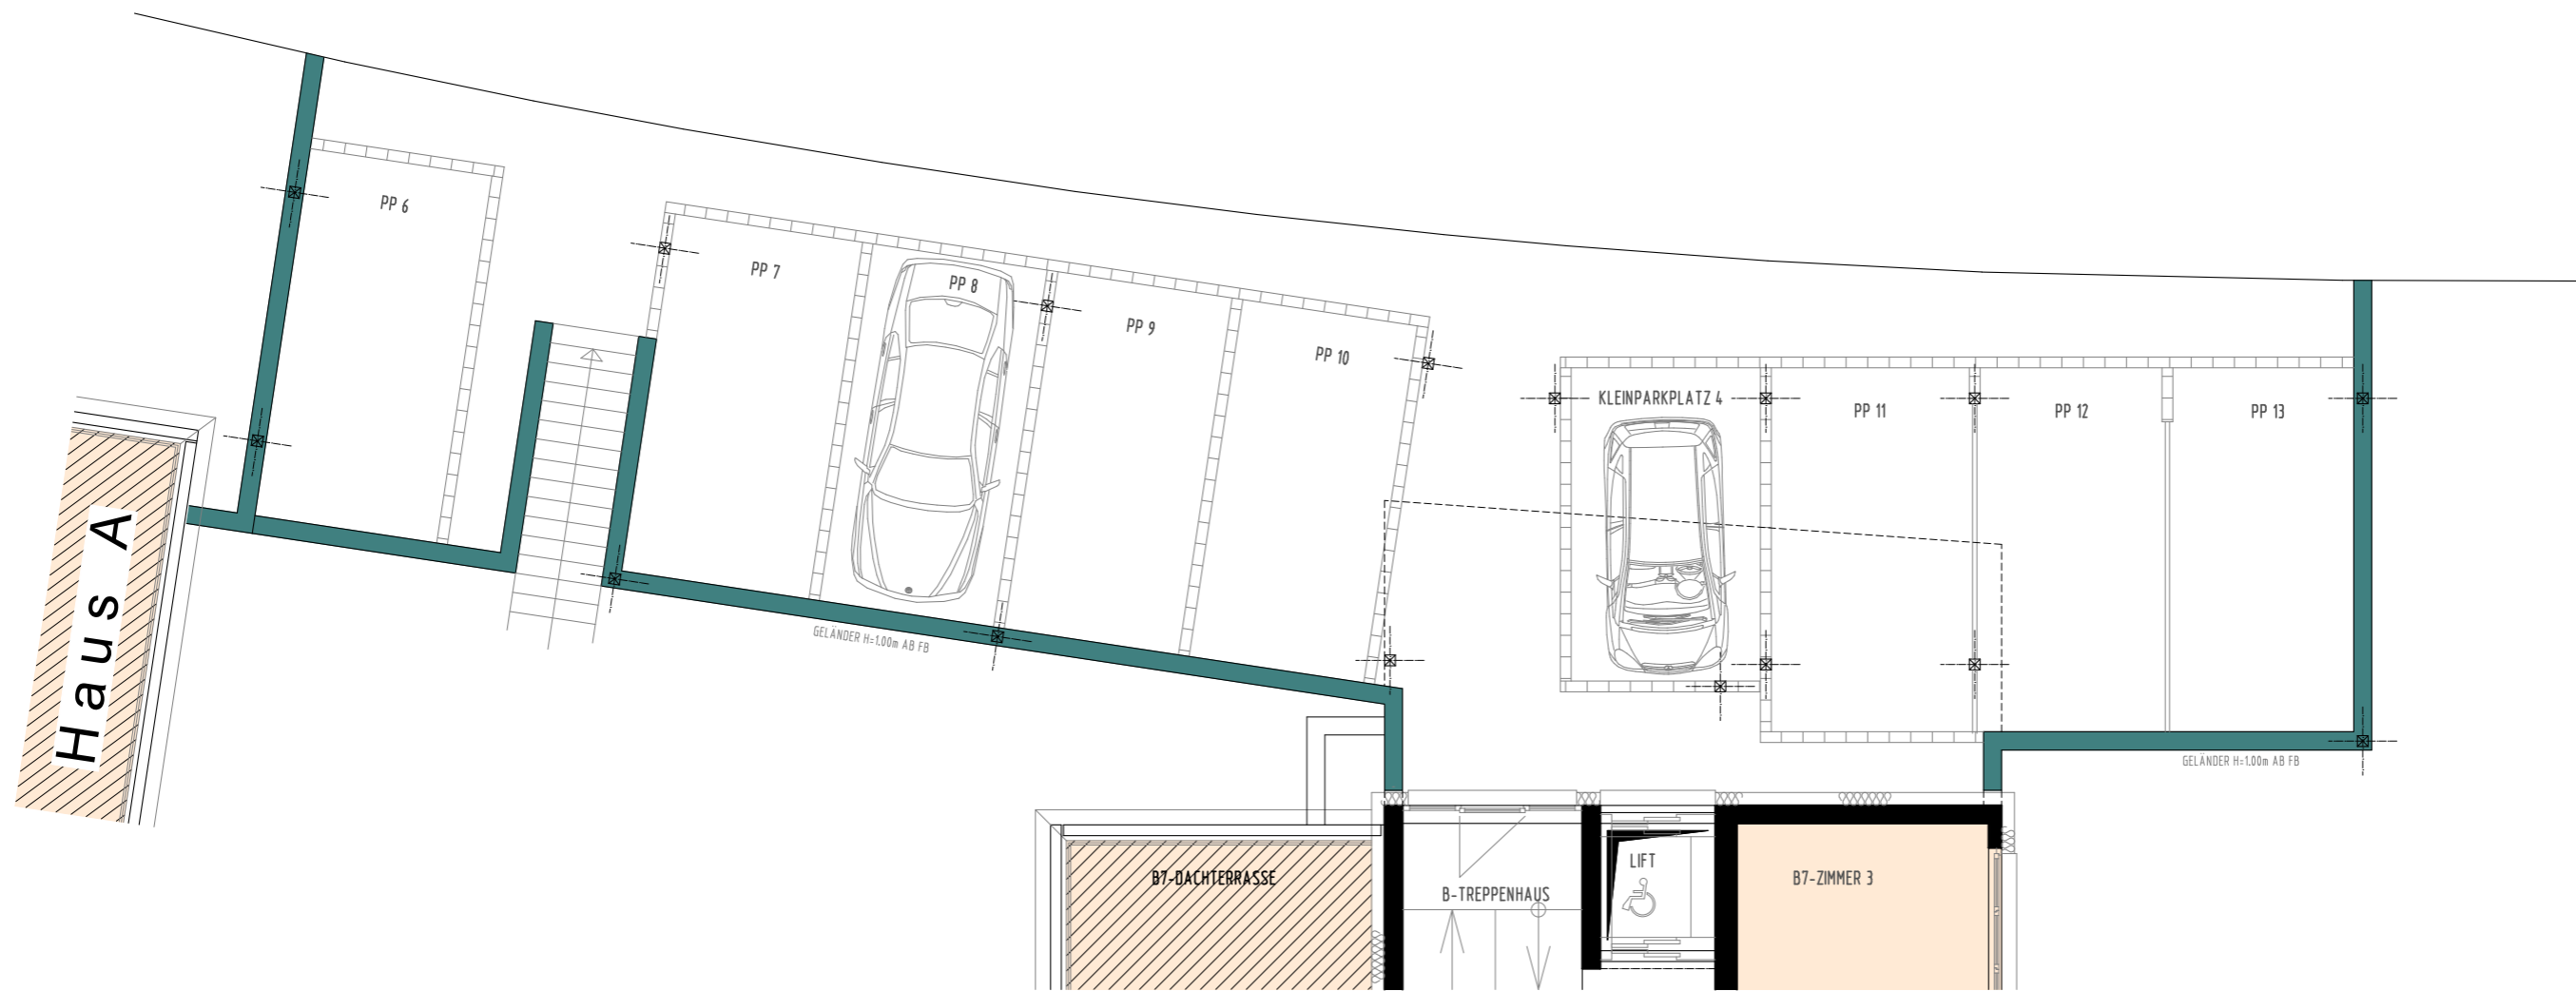 PP 6
PP 7
PP 8
PP 9
PP 10
KLEINPARKPLATZ 4
PP 11
PP 12
PP 13
Haus A
GELÄNDER H=1.00m AB FB
GELÄNDER H=1.00m AB FB
B7-DACHTERRASSE
B-TREPPENHAUS
LIFT
B7-ZIMMER 3